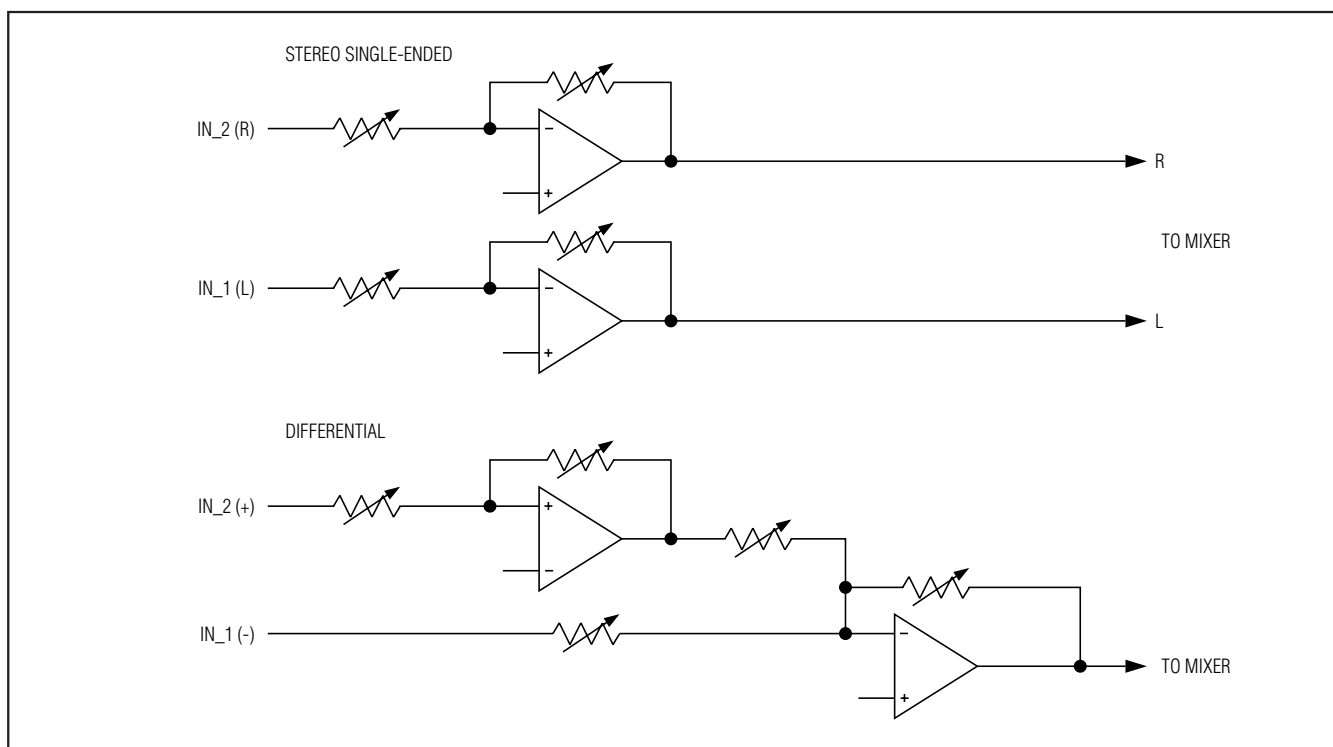 STEREO SINGLE-ENDED
IN_2 (R)
−
+
R
TO MIXER
IN_1 (L)
−
+
L
DIFFERENTIAL
IN_2 (+)
+
−
IN_1 (-)
−
+
TO MIXER